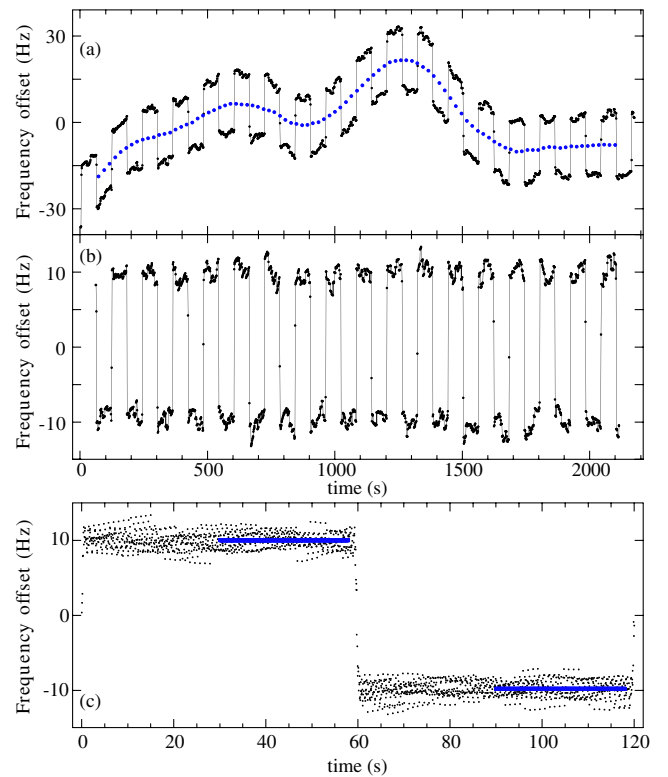 30
(a)
0
-30
Frequency offset (Hz)
(b)
10
0
-10
Frequency offset (Hz)
0 500 1000 1500 2000
time (s)
10
0
-10
Frequency offset (Hz)
(c)
0 20 40 60 80 100 120
time (s)